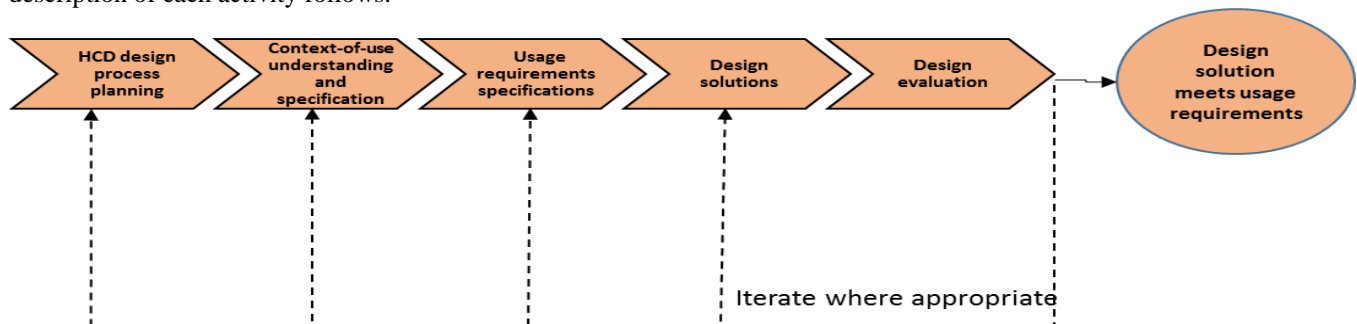 description of each activity follows.
HCD design
process
planning
Context-of-use
understanding
and
specification
Usage
requirements
specifications
Design
solutions
Design
evaluation
Design
solution
meets usage
requirements
Iterate where appropriate